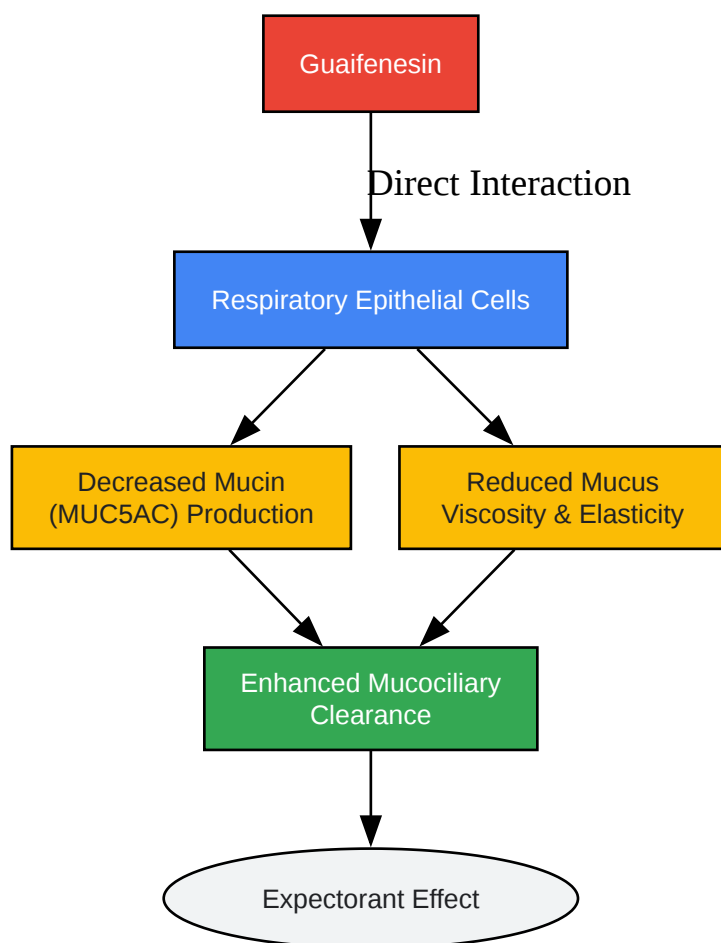 Guaifenesin
Direct Interaction
Respiratory Epithelial Cells
Decreased Mucin
(MUC5AC) Production
Reduced Mucus
Viscosity & Elasticity
Enhanced Mucociliary
Clearance
Expectorant Effect